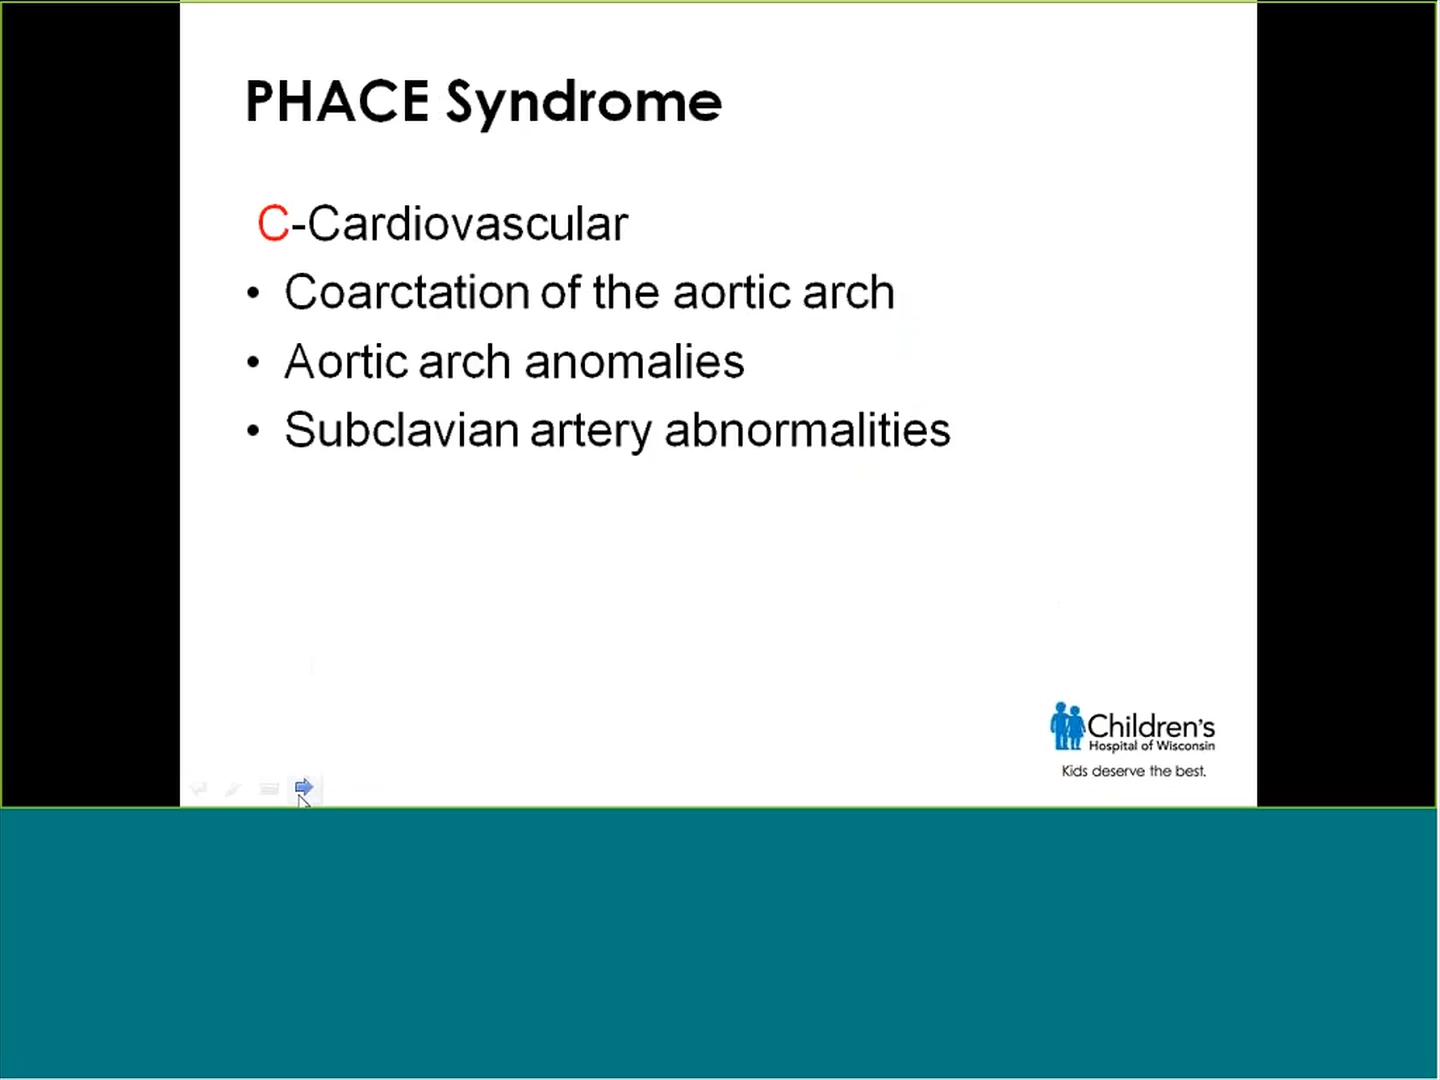 PHACE Syndrome
C-Cardiovascular
• Coarctation of the aortic arch
• Aortic arch anomalies
• Subclavian artery abnormalities
Children's
Hospital of Wisconsin
Kids deserve the best.